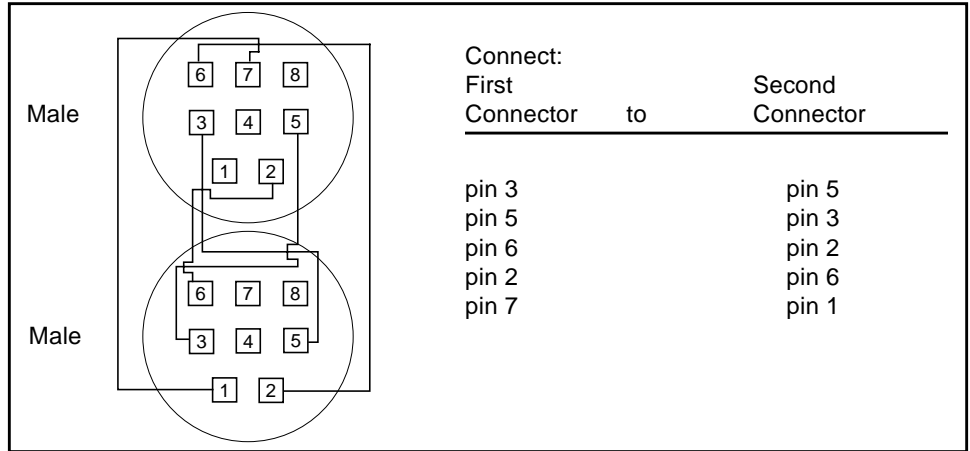 Male
6 7 8
3 4 5
1 2
Male
6 7 8
3 4 5
1 2
Connect:
First Second
Connector to Connector
pin 3 pin 5
pin 5 pin 3
pin 6 pin 2
pin 2 pin 6
pin 7 pin 1